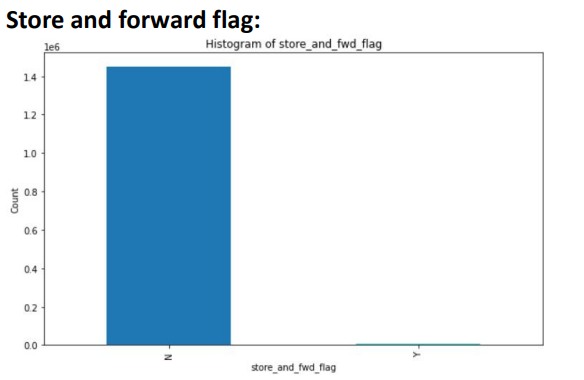 Store and forward flag:
Histogram of store_and_fwd_flag
1e6
1.4
1.2
1.0
0.8
0.6
0.4
0.2
0.0
Count
N
Y
store_and_fwd_flag